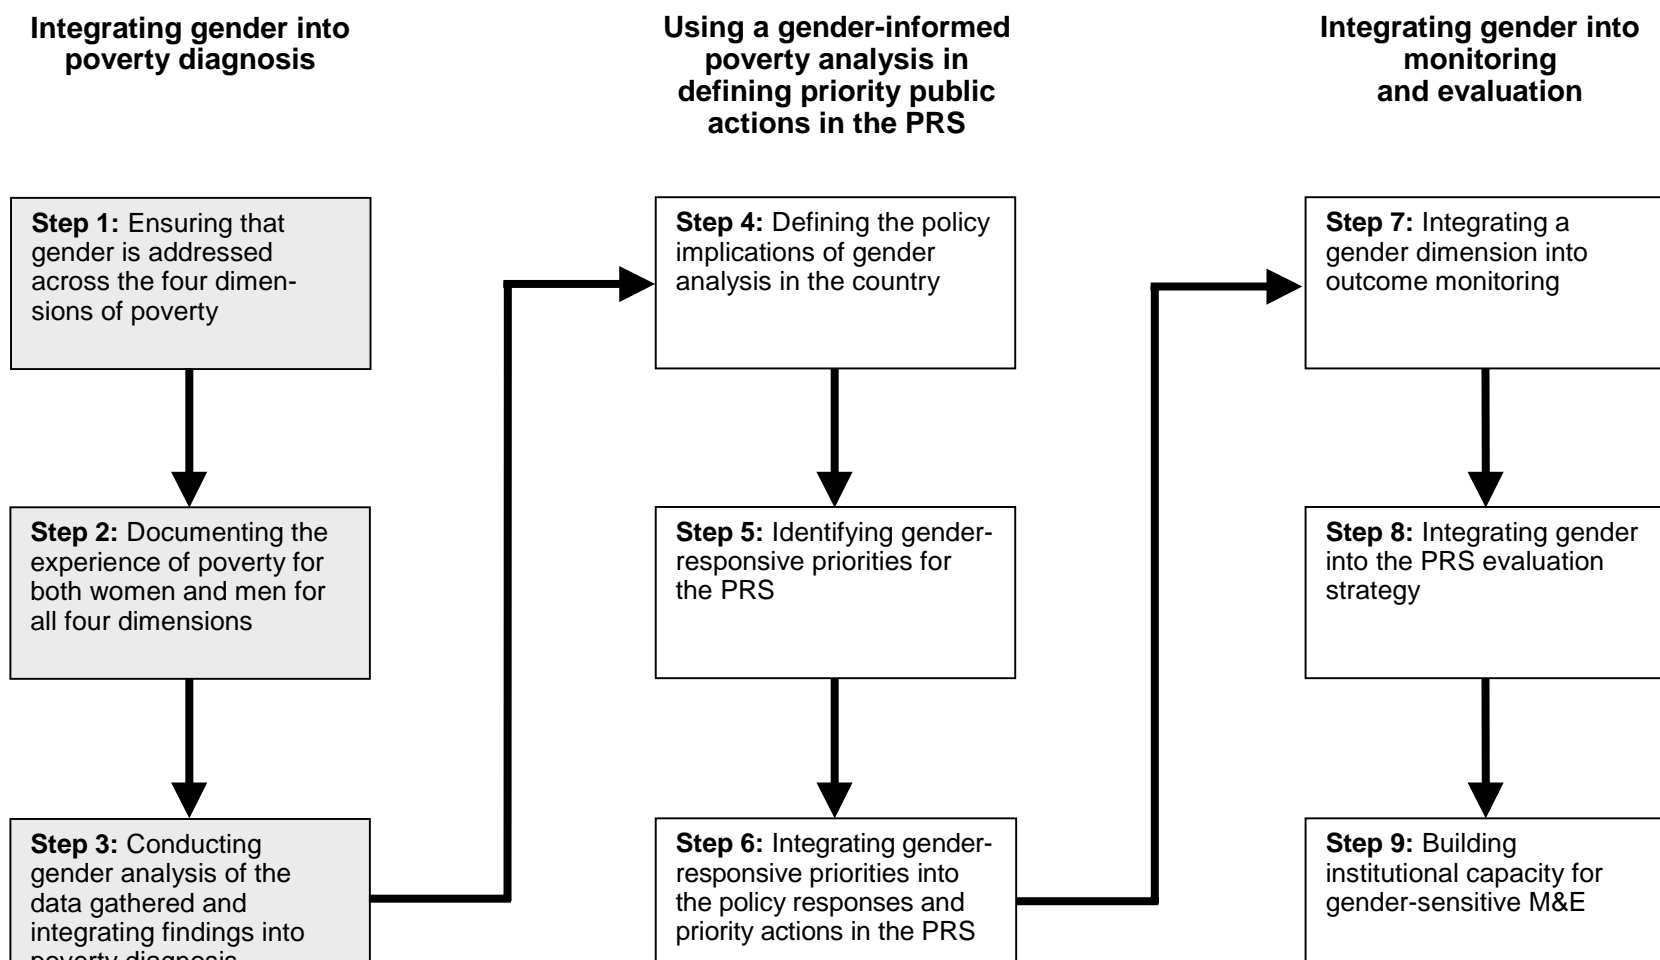 Integrating gender into
poverty diagnosis
Using a gender-informed
poverty analysis in
defining priority public
actions in the PRS
Integrating gender into
monitoring
and evaluation
Step 1: Ensuring that
gender is addressed
across the four dimen-
sions of poverty
Step 2: Documenting the
experience of poverty for
both women and men for
all four dimensions
Step 3: Conducting
gender analysis of the
data gathered and
integrating findings into
poverty diagnosis
Step 4: Defining the policy
implications of gender
analysis in the country
Step 5: Identifying gender-
responsive priorities for
the PRS
Step 6: Integrating gender-
responsive priorities into
the policy responses and
priority actions in the PRS
Step 7: Integrating a
gender dimension into
outcome monitoring
Step 8: Integrating gender
into the PRS evaluation
strategy
Step 9: Building
institutional capacity for
gender-sensitive M&E